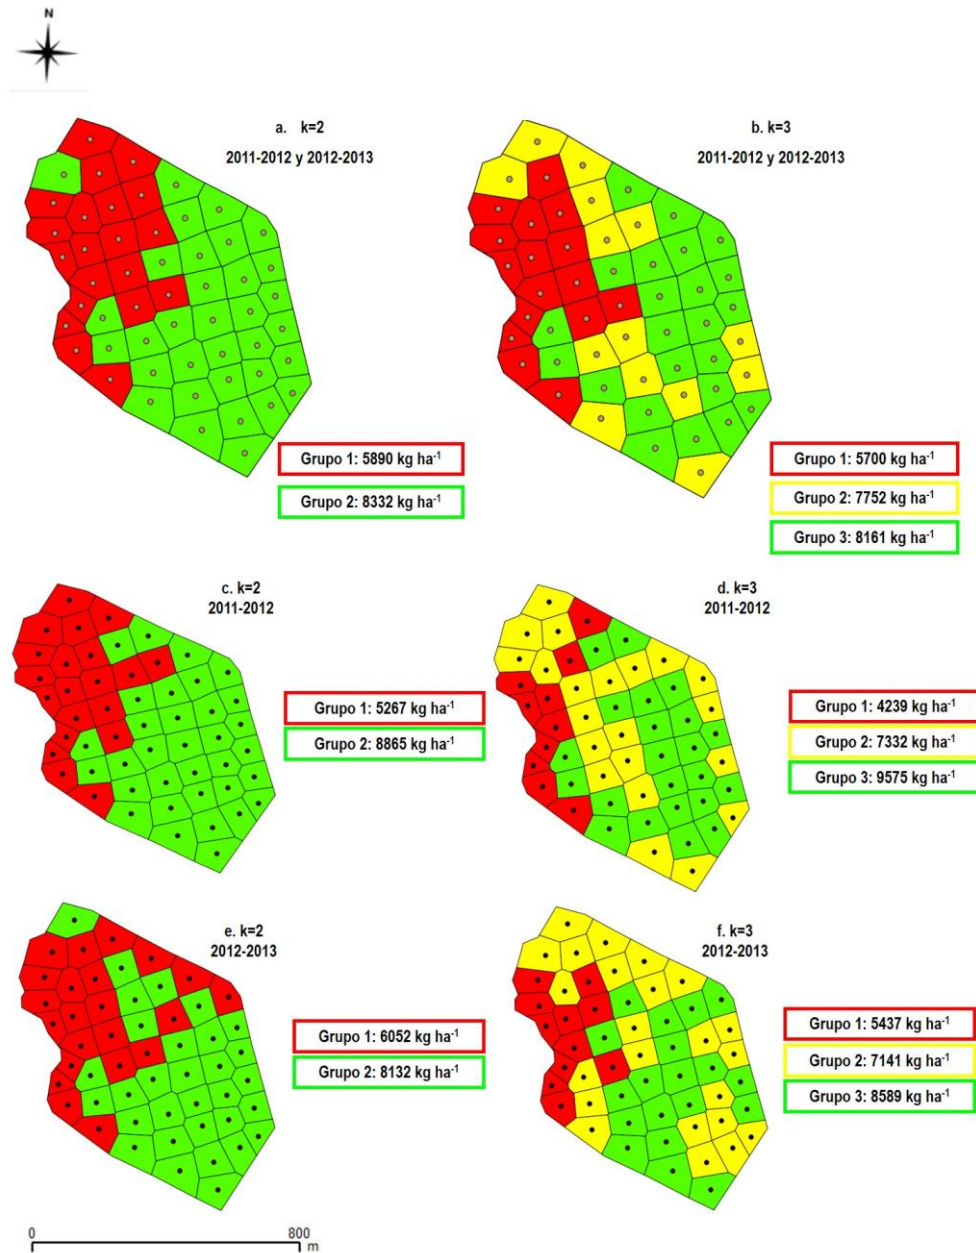 N
a. k=2
2011-2012 y 2012-2013
b. k=3
2011-2012 y 2012-2013
Grupo 1: 5890 kg ha⁻¹
Grupo 2: 8332 kg ha⁻¹
Grupo 1: 5700 kg ha⁻¹
Grupo 2: 7752 kg ha⁻¹
Grupo 3: 8161 kg ha⁻¹
c. k=2
2011-2012
d. k=3
2011-2012
Grupo 1: 5267 kg ha⁻¹
Grupo 2: 8865 kg ha⁻¹
Grupo 1: 4239 kg ha⁻¹
Grupo 2: 7332 kg ha⁻¹
Grupo 3: 9575 kg ha⁻¹
e. k=2
2012-2013
f. k=3
2012-2013
Grupo 1: 6052 kg ha⁻¹
Grupo 2: 8132 kg ha⁻¹
Grupo 1: 5437 kg ha⁻¹
Grupo 2: 7141 kg ha⁻¹
Grupo 3: 8589 kg ha⁻¹
0 800
m